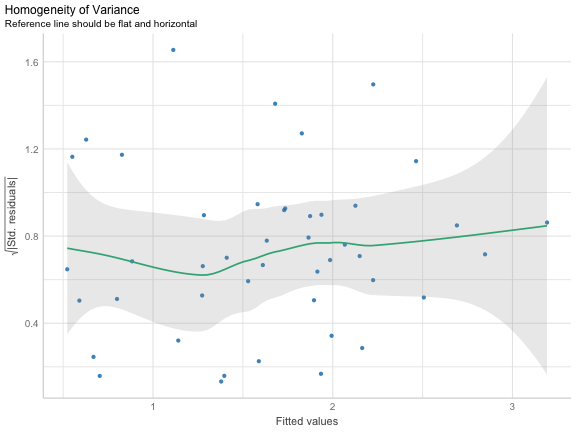 Homogeneity of Variance
Reference line should be flat and horizontal
√|Std. residuals|
1.6
1.2
0.8
0.4
1 2 3
Fitted values